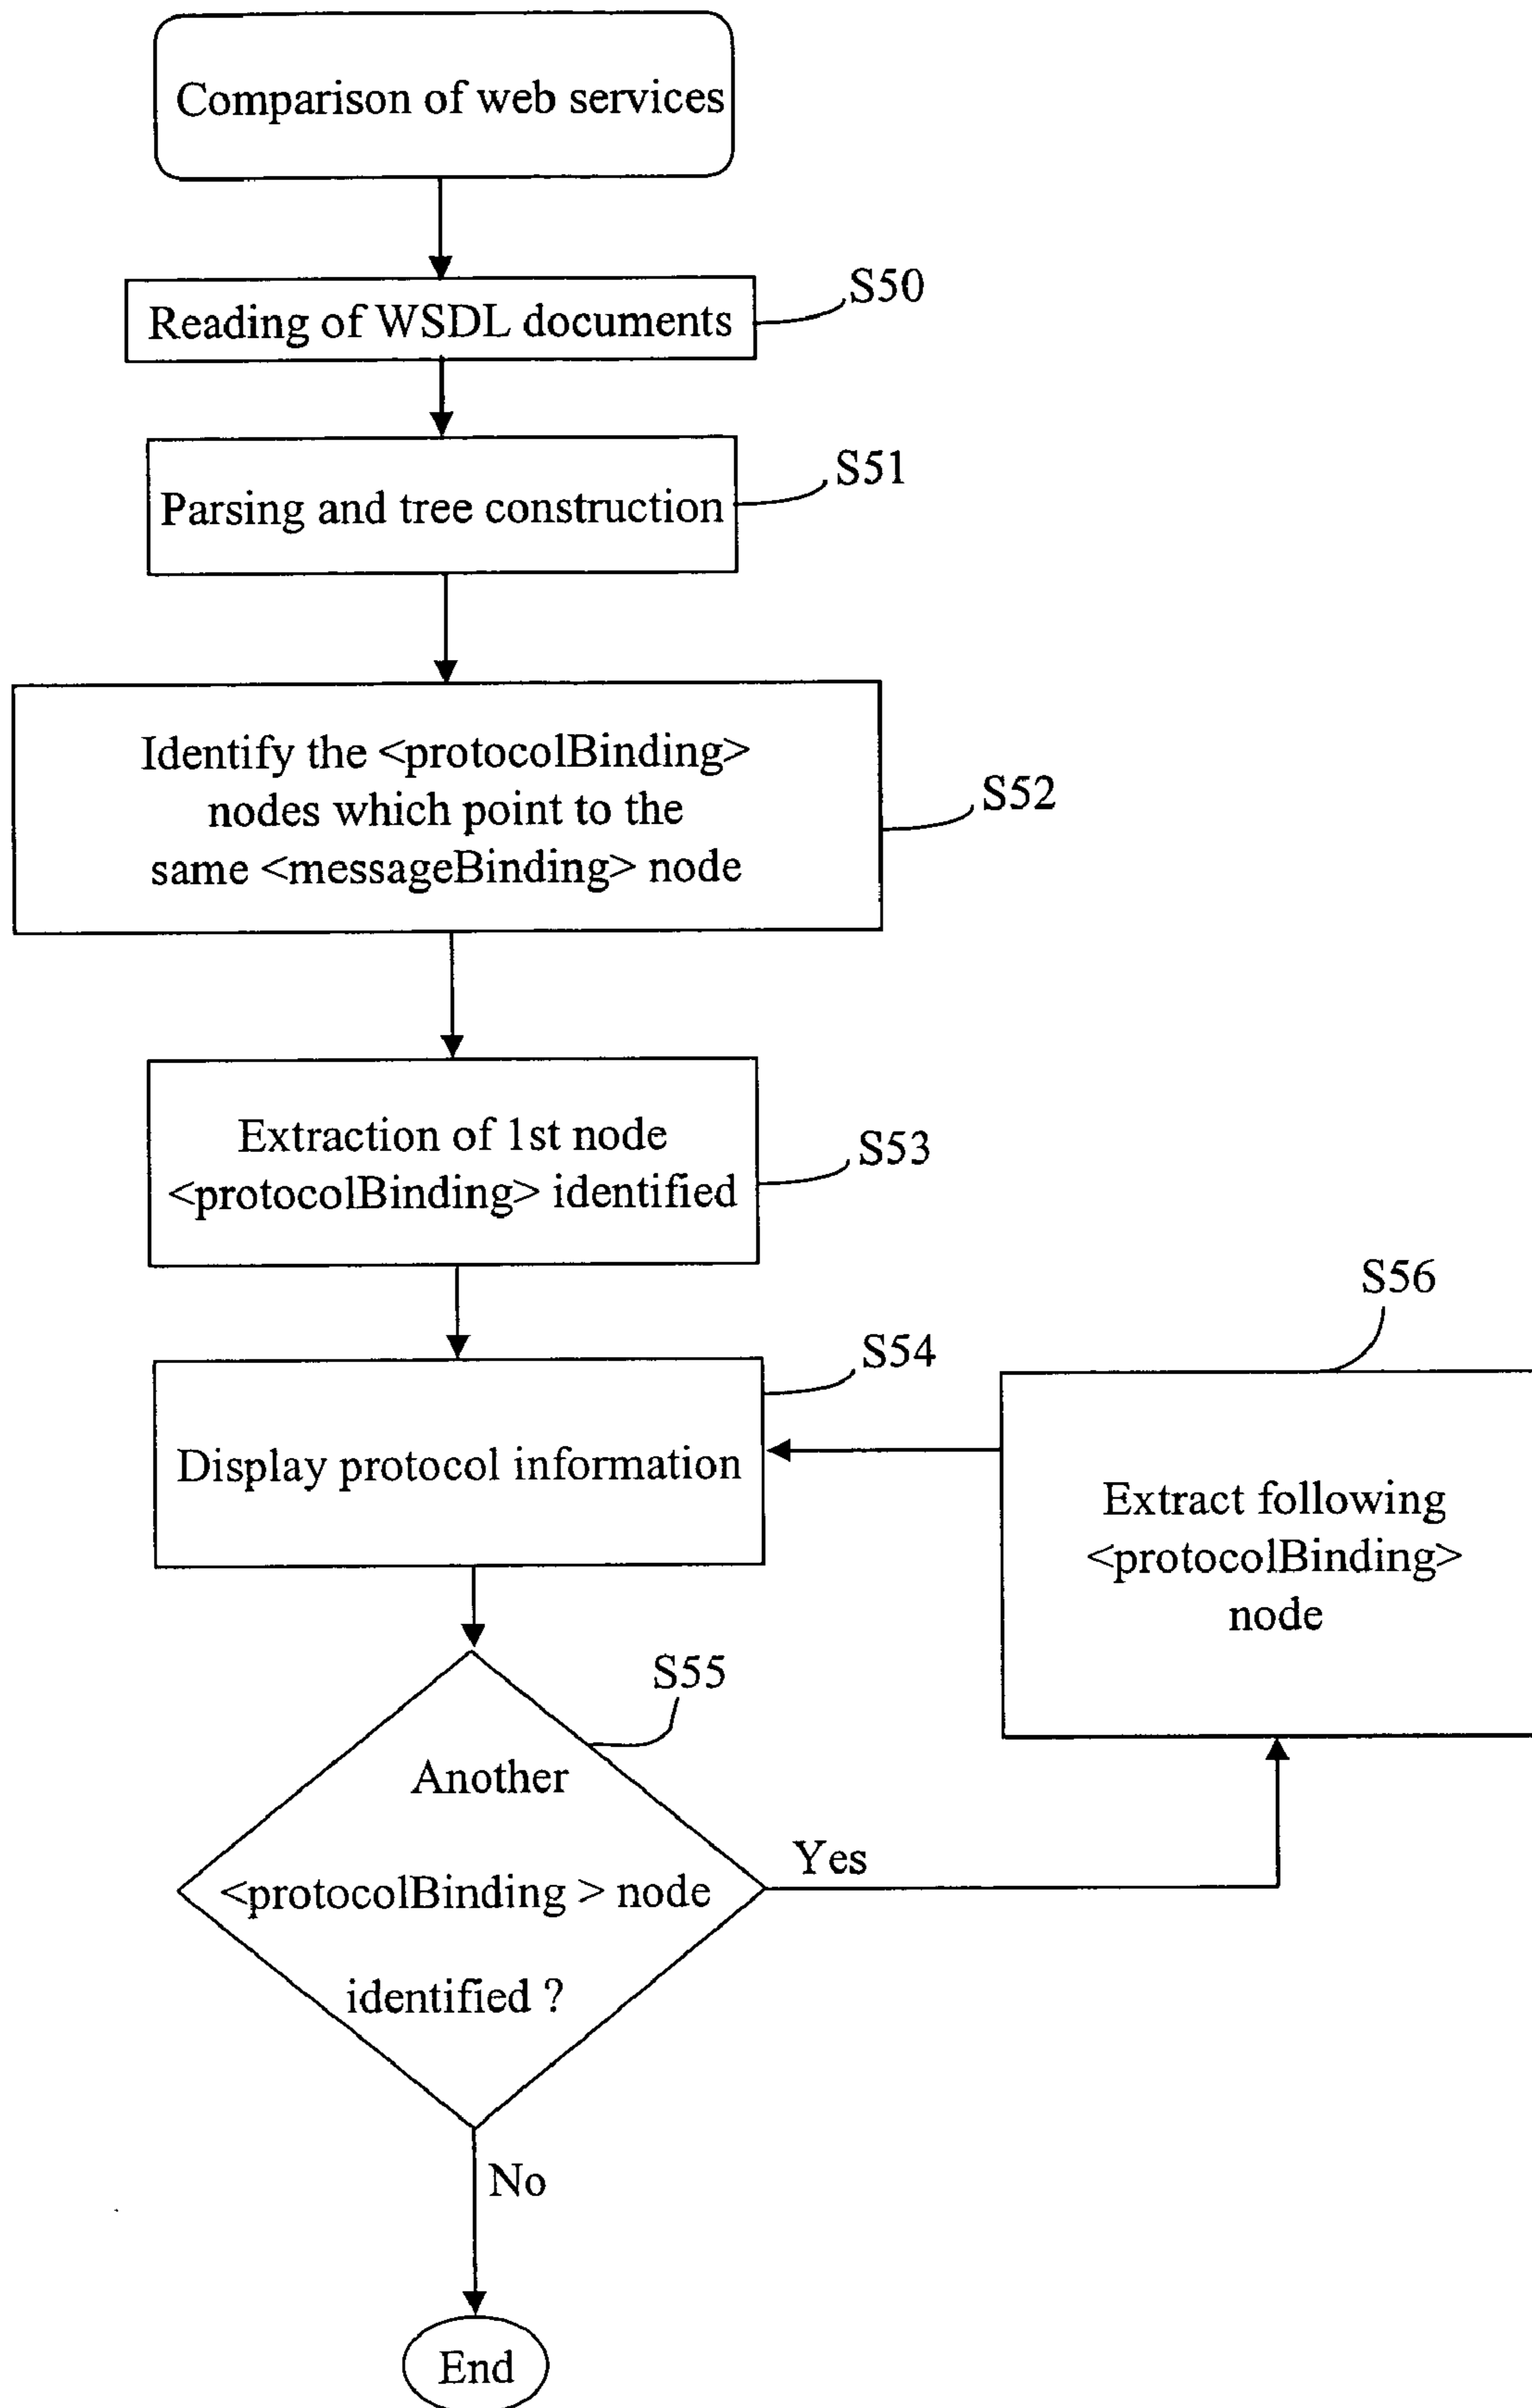 Comparison of web services
Reading of WSDL documents
S50
Parsing and tree construction
S51
Identify the <protocolBinding>
nodes which point to the
same <messageBinding> node
S52
Extraction of 1st node
<protocolBinding> identified
S53
Display protocol information
S54
S56
Extract following
<protocolBinding>
node
S55
Another
<protocolBinding > node
identified ?
Yes
No
End